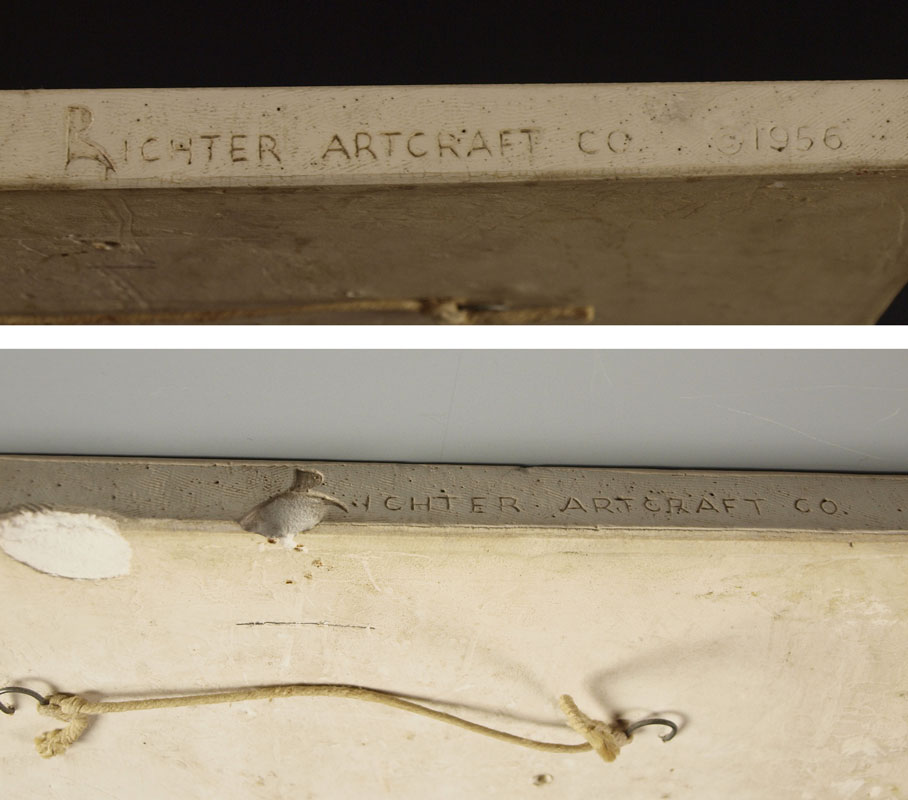 RICHTER ARTCRAFT CO. ©1956
ICHTER ARTCRAFT CO.